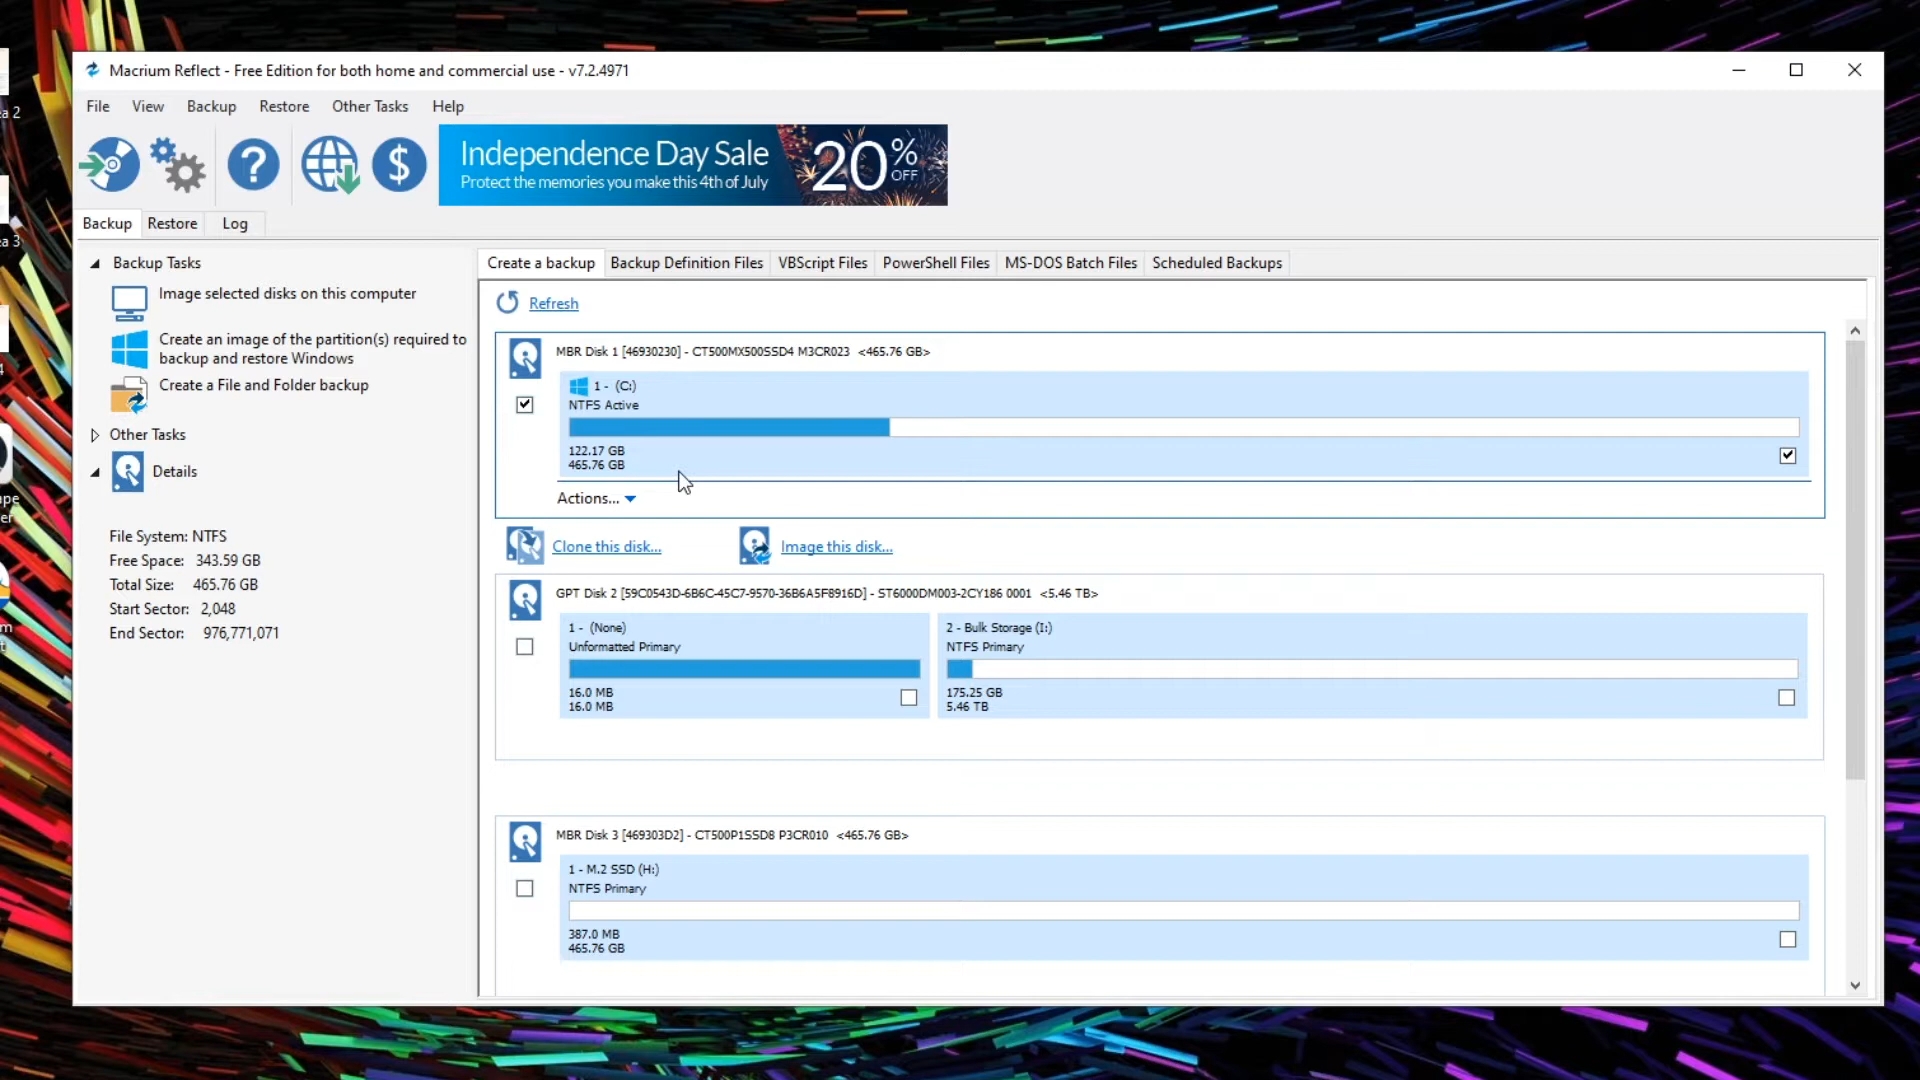 Macrium Reflect - Free Edition for both home and commercial use - v7.2.4971
File View Backup Restore Other Tasks Help
Independence Day Sale
Protect the memories you make this 4th of July
20% OFF
Backup Restore Log
Backup Tasks
Image selected disks on this computer
Create an image of the partition(s) required to
backup and restore Windows
Create a File and Folder backup
Other Tasks
Details
File System: NTFS
Free Space: 343.59 GB
Total Size: 465.76 GB
Start Sector: 2,048
End Sector: 976,771,071
Create a backup Backup Definition Files VBScript Files PowerShell Files MS-DOS Batch Files Scheduled Backups
Refresh
MBR Disk 1 [46930230] - CT500MX500SSD4 M3CR023 <465.76 GB>
1 - (C:)
NTFS Active
122.17 GB
465.76 GB
Actions...
Clone this disk... Image this disk...
GPT Disk 2 [59C0543D-6B6C-45C7-9570-36B6A5F8916D] - ST6000DM003-2CY186 0001 <5.46 TB>
1 - (None)
Unformatted Primary
16.0 MB
16.0 MB
2 - Bulk Storage (I:)
NTFS Primary
175.25 GB
5.46 TB
MBR Disk 3 [469303D2] - CT500P1SSD8 P3CR010 <465.76 GB>
1 - M.2 SSD (H:)
NTFS Primary
387.0 MB
465.76 GB